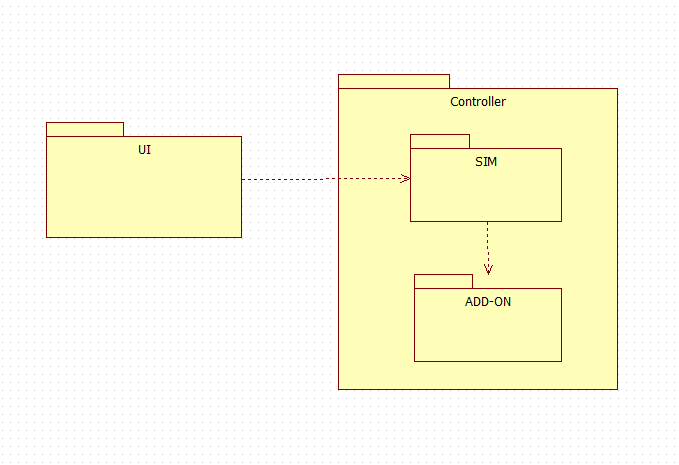 Controller
UI
SIM
ADD-ON